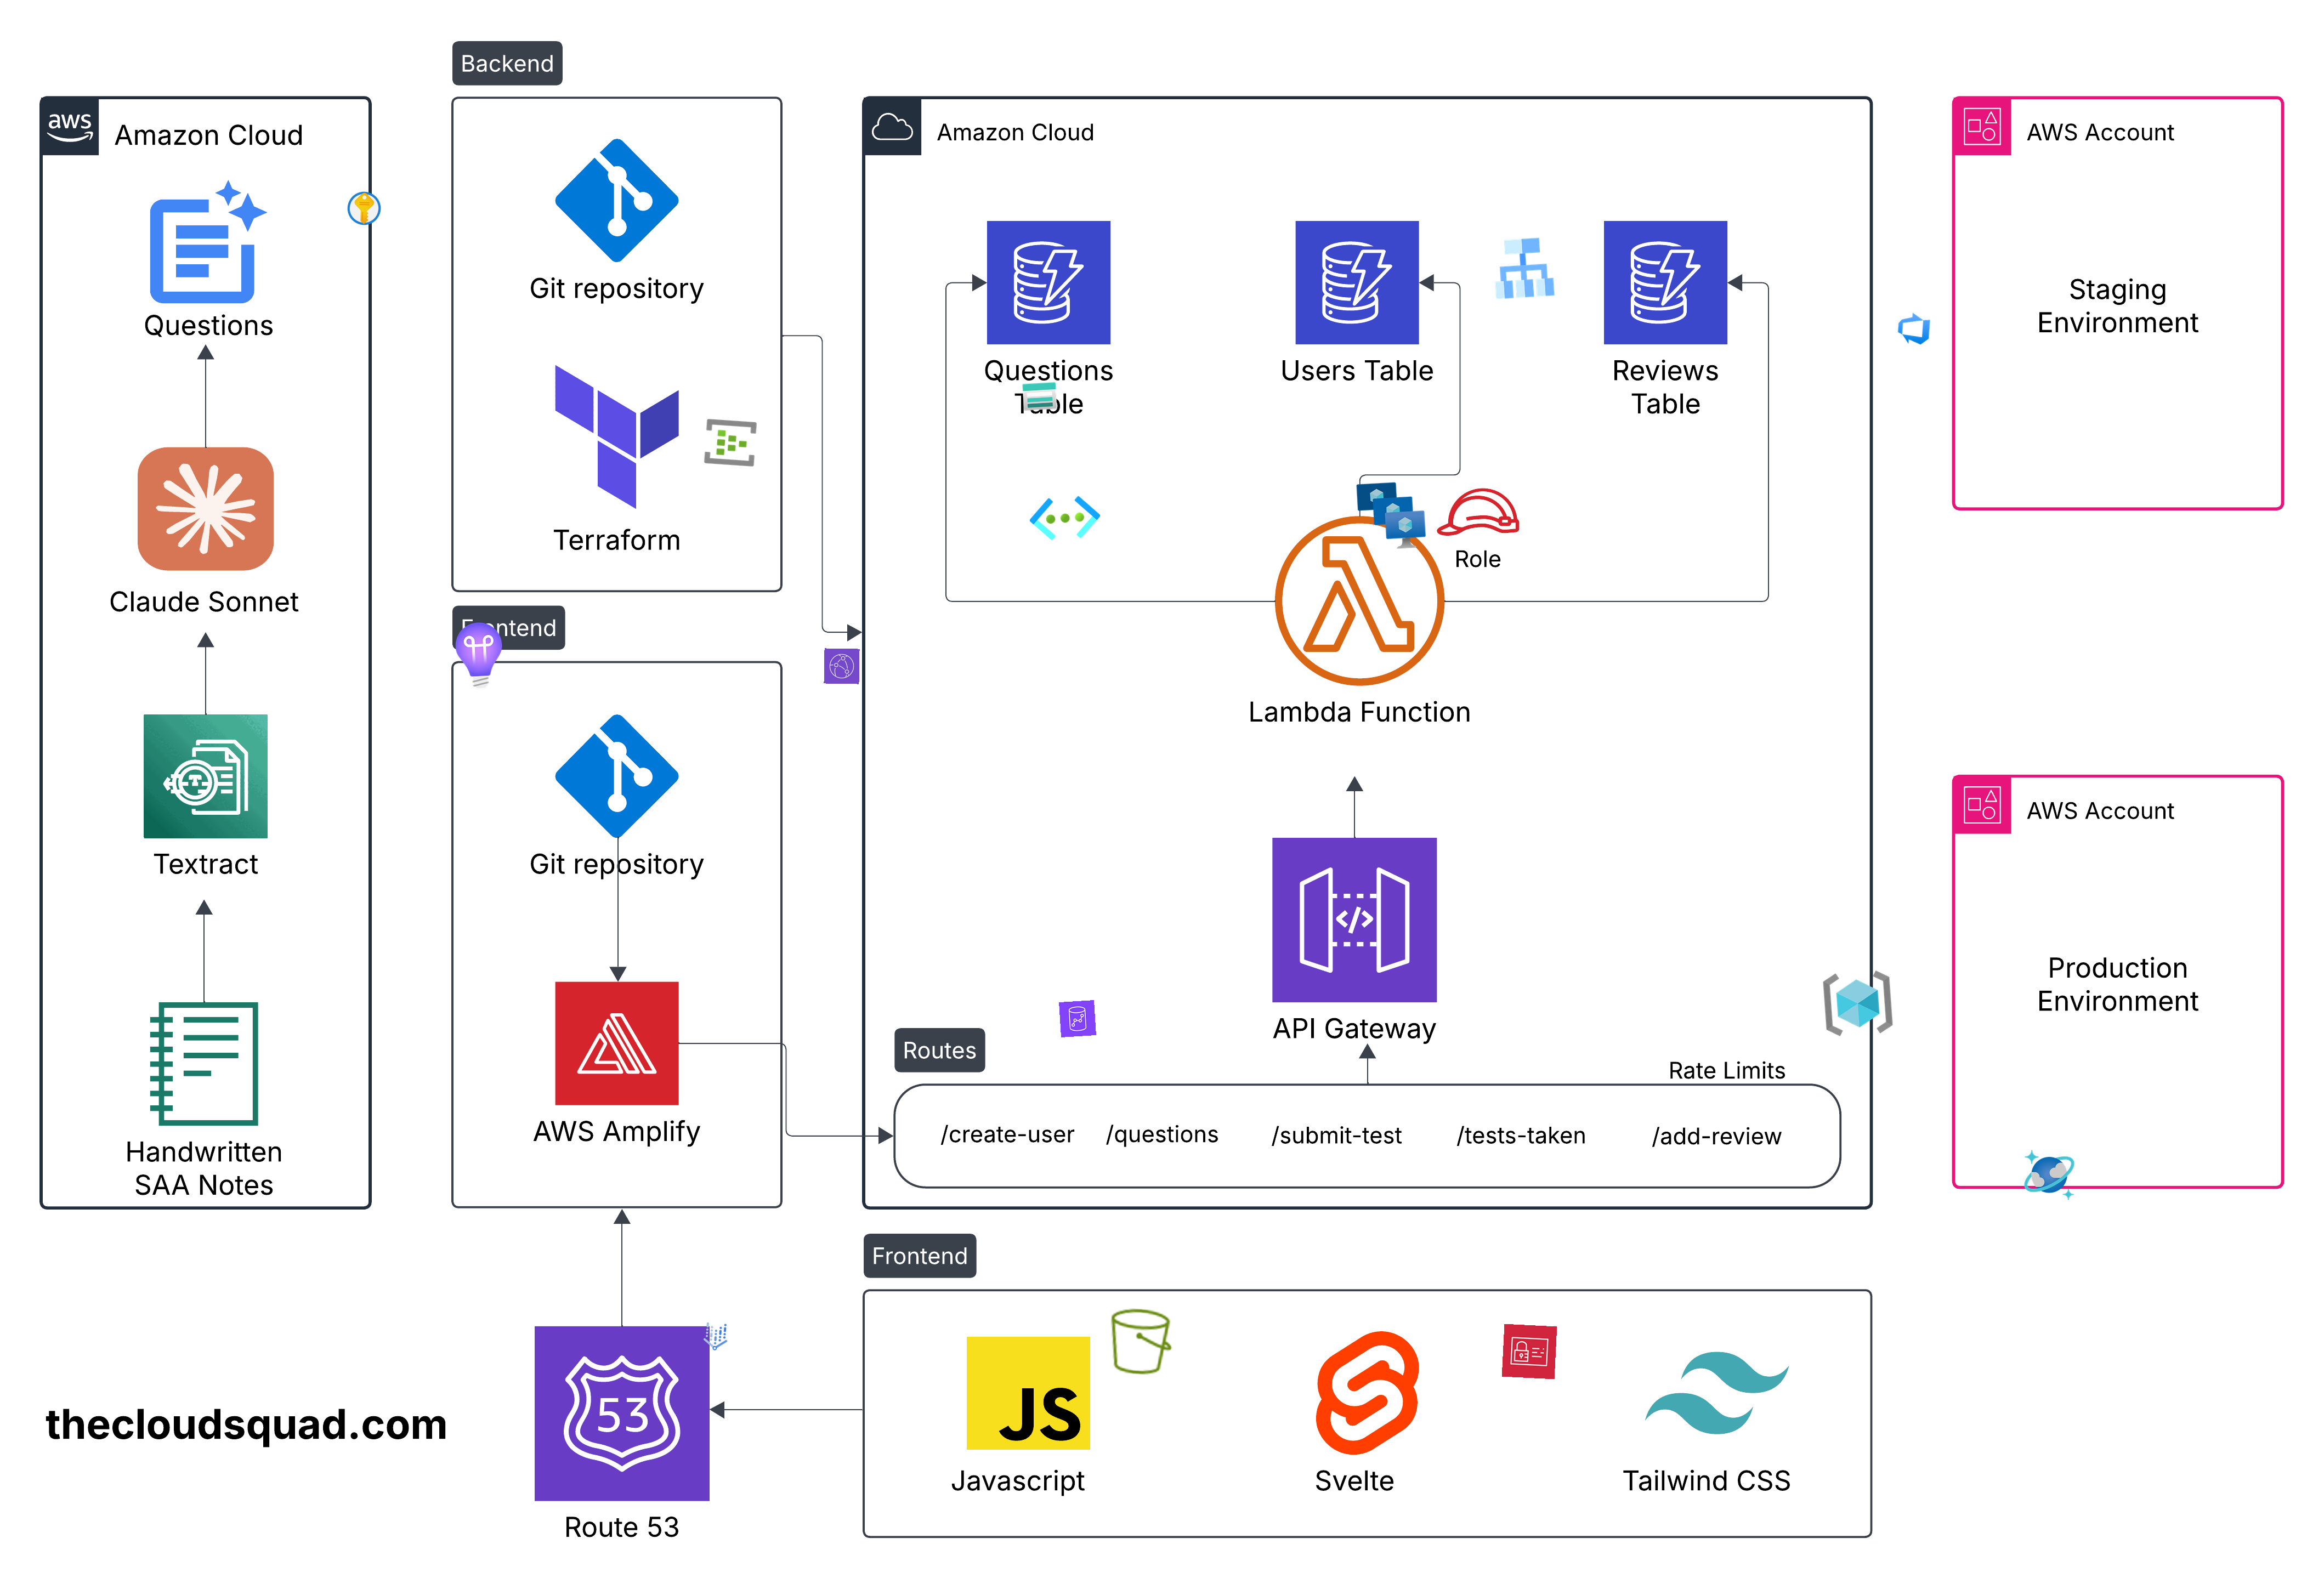 Backend
aws
Amazon Cloud
Questions
Claude Sonnet
Textract
Handwritten
SAA Notes
Git repository
Terraform
Frontend
Git repository
AWS Amplify
Amazon Cloud
Questions
Table
Users Table
Reviews
Table
Role
Lambda Function
API Gateway
Routes
Rate Limits
/create-user
/questions
/submit-test
/tests-taken
/add-review
AWS Account
Staging
Environment
AWS Account
Production
Environment
Frontend
JS
Javascript
Svelte
Tailwind CSS
53
Route 53
thecloudsquad.com